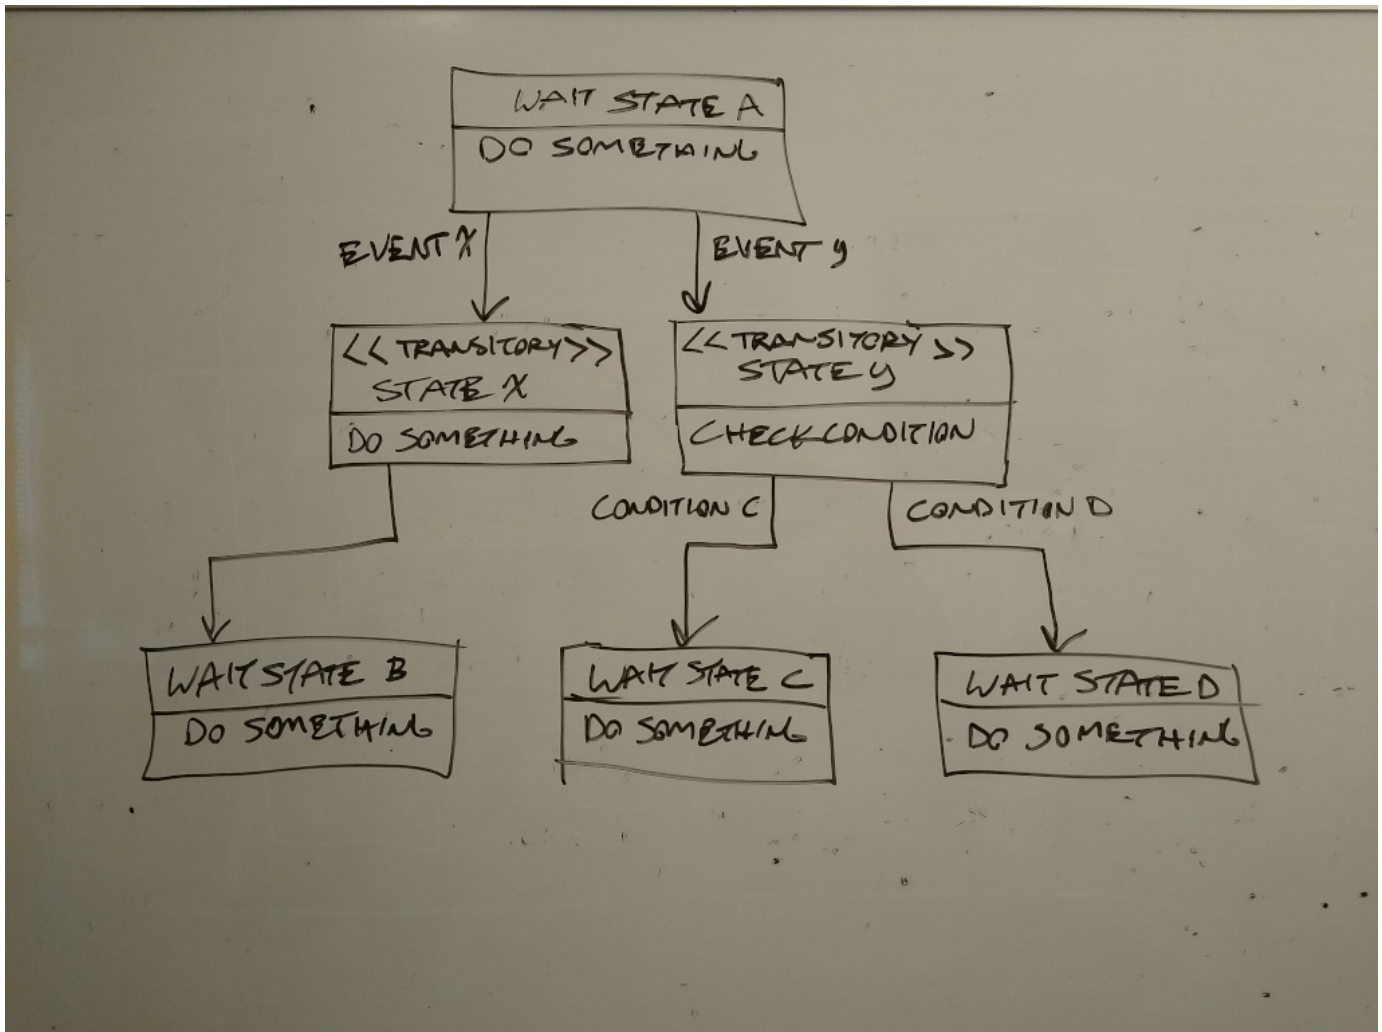 WAIT STATE A
DO SOMETHING
EVENT X
EVENT y
<<TRANSITORY>>
STATE X
DO SOMETHING
<<TRANSITORY>>
STATE y
CHECK CONDITION
CONDITION C
CONDITION D
WAIT STATE B
DO SOMETHING
WAIT STATE C
DO SOMETHING
WAIT STATE D
DO SOMETHING